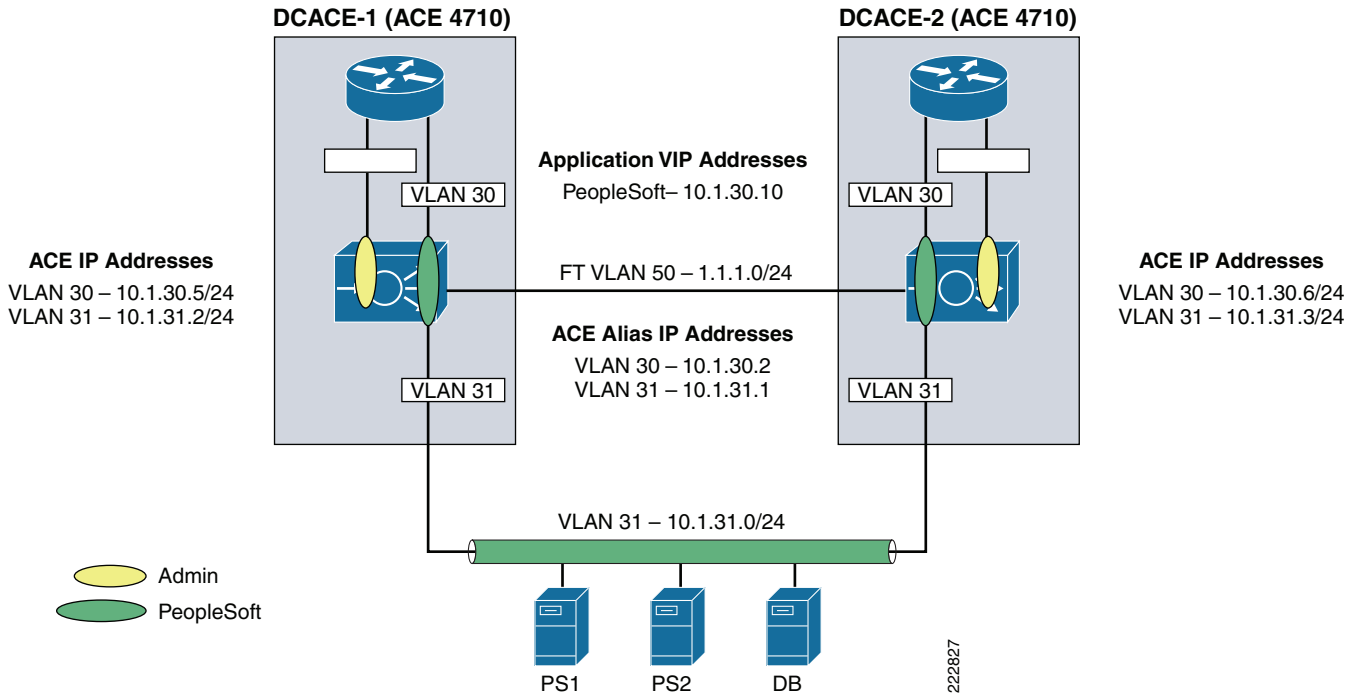 DCACE-1 (ACE 4710)
DCACE-2 (ACE 4710)
Application VIP Addresses
PeopleSoft– 10.1.30.10
VLAN 30
VLAN 30
ACE IP Addresses
VLAN 30 – 10.1.30.5/24
VLAN 31 – 10.1.31.2/24
FT VLAN 50 – 1.1.1.0/24
ACE IP Addresses
VLAN 30 – 10.1.30.6/24
VLAN 31 – 10.1.31.3/24
ACE Alias IP Addresses
VLAN 30 – 10.1.30.2
VLAN 31 – 10.1.31.1
VLAN 31
VLAN 31
VLAN 31 – 10.1.31.0/24
Admin
PeopleSoft
PS1
PS2
DB
222827